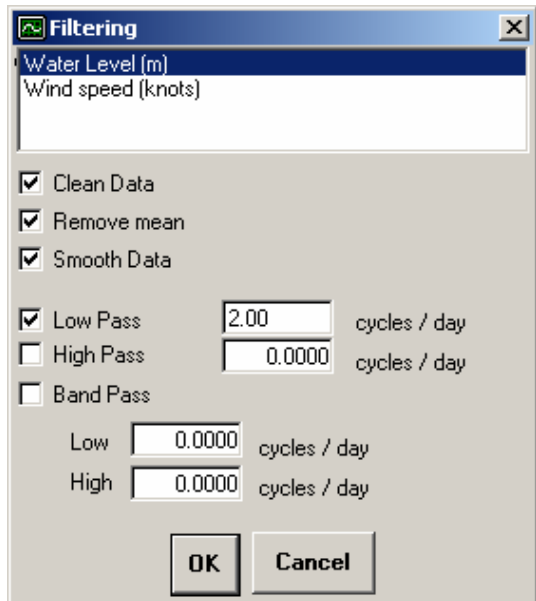 Filtering
Water Level (m)
Wind speed (knots)
Clean Data
Remove mean
Smooth Data
Low Pass 2.00 cycles / day
High Pass 0.0000 cycles / day
Band Pass
Low 0.0000 cycles / day
High 0.0000 cycles / day
OK Cancel